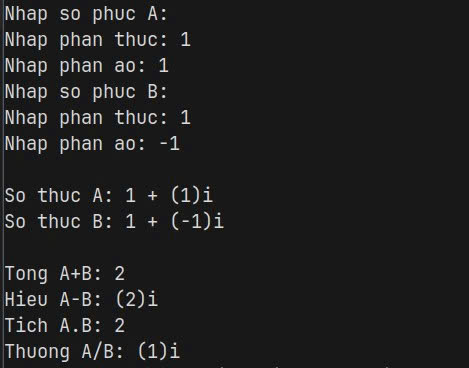 Nhap so phuc A:
Nhap phan thuc: 1
Nhap phan ao: 1
Nhap so phuc B:
Nhap phan thuc: 1
Nhap phan ao: -1
So thuc A: 1 + (1)i
So thuc B: 1 + (-1)i
Tong A+B: 2
Hieu A-B: (2)i
Tich A.B: 2
Thuong A/B: (1)i